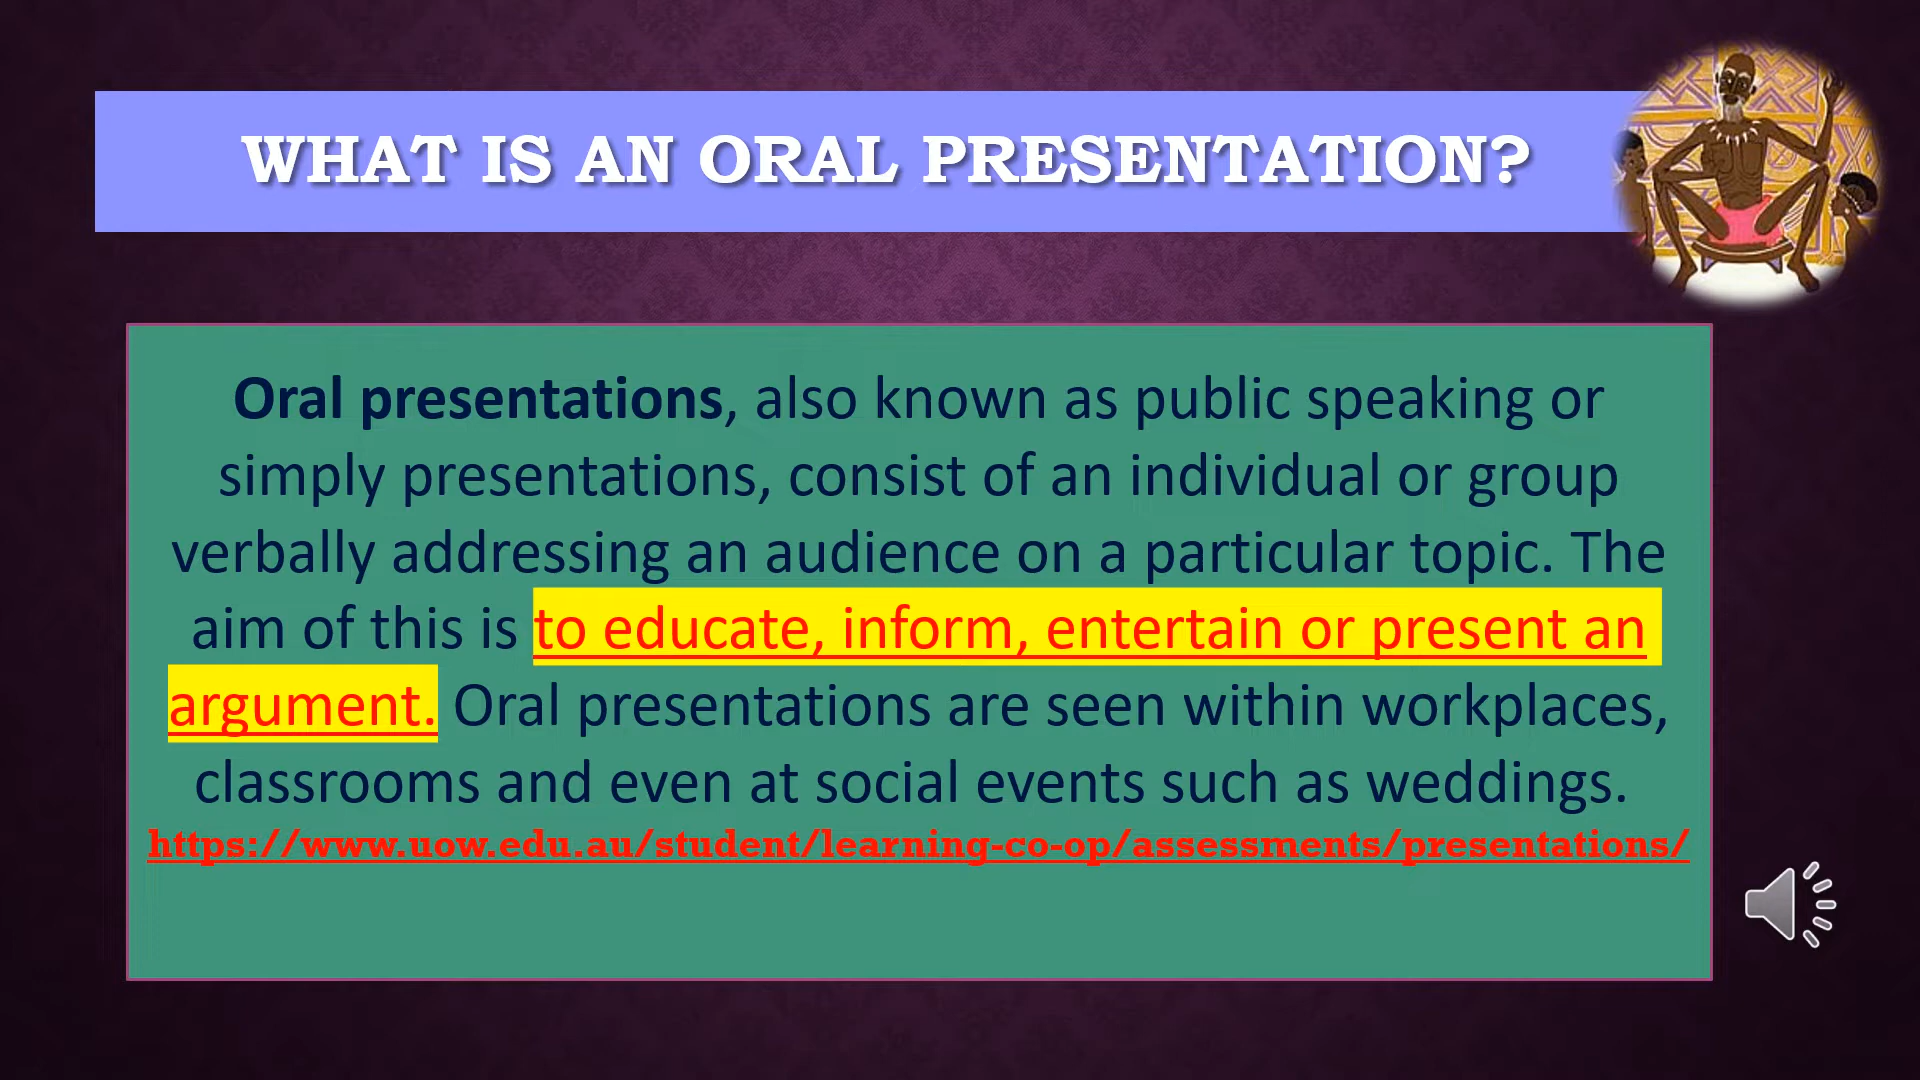 WHAT IS AN ORAL PRESENTATION?
Oral presentations, also known as public speaking or
simply presentations, consist of an individual or group
verbally addressing an audience on a particular topic. The
aim of this is to educate, inform, entertain or present an
argument. Oral presentations are seen within workplaces,
classrooms and even at social events such as weddings.
https://www.uow.edu.au/student/learning-co-op/assessments/presentations/